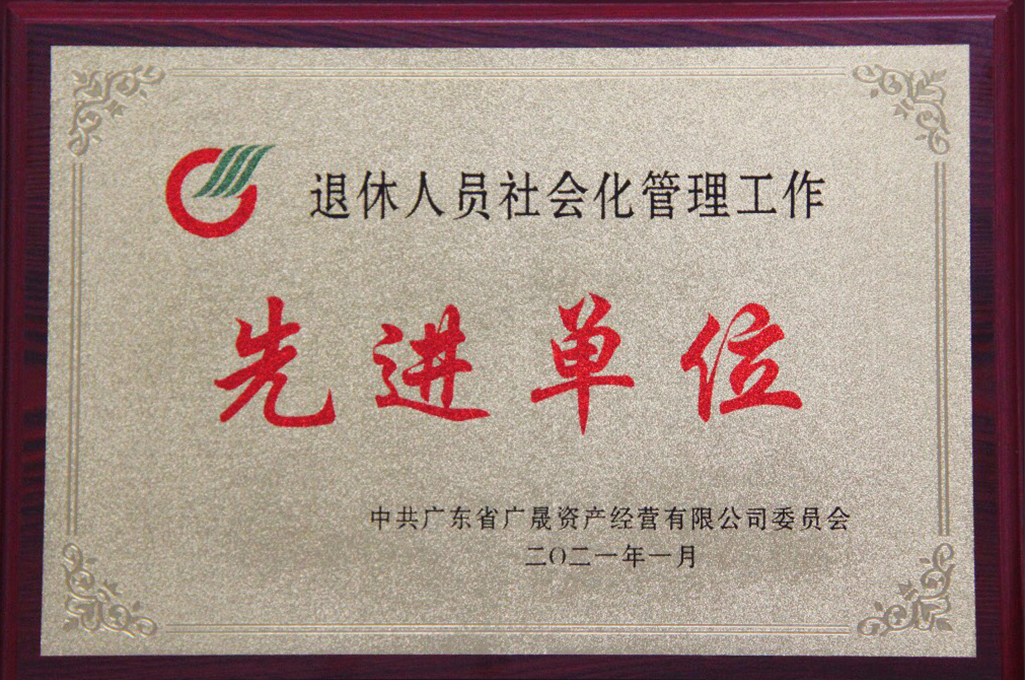 退休人员社会化管理工作
先进单位
中共广东省广晟资产经营有限公司委员会
二〇二一年一月